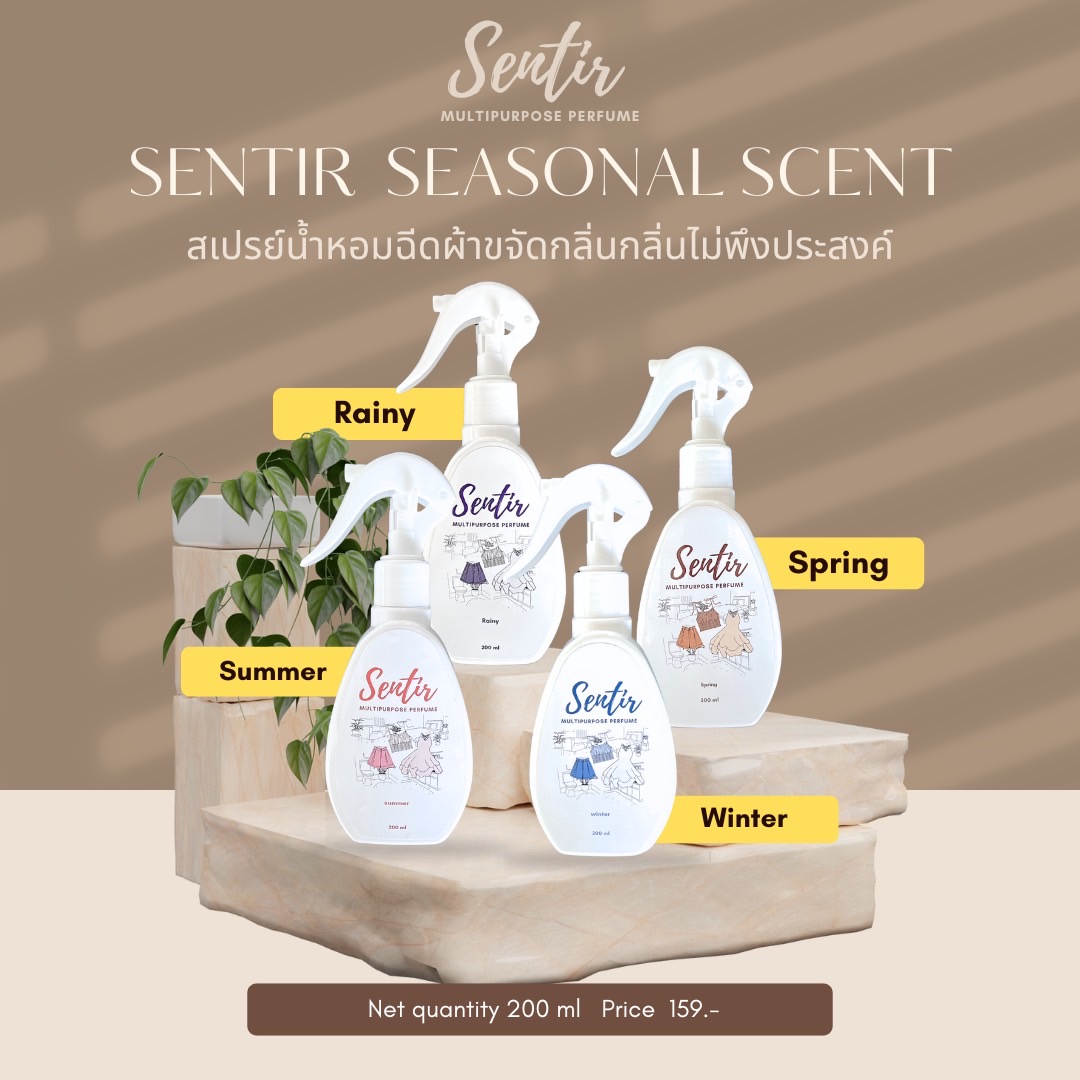 Sentir
MULTIPURPOSE PERFUME
SENTIR SEASONAL SCENT
สเปรย์น้ำหอมฉีดผ้าขจัดกลิ่นกลิ่นไม่พึงประสงค์
Rainy
Sentir
MULTIPURPOSE PERFUME
Rainy
200 ml
Spring
Sentir
MULTIPURPOSE PERFUME
Spring
200 ml
Summer
Sentir
MULTIPURPOSE PERFUME
summer
200 ml
Sentir
MULTIPURPOSE PERFUME
winter
200 ml
Winter
Net quantity 200 ml Price 159.-